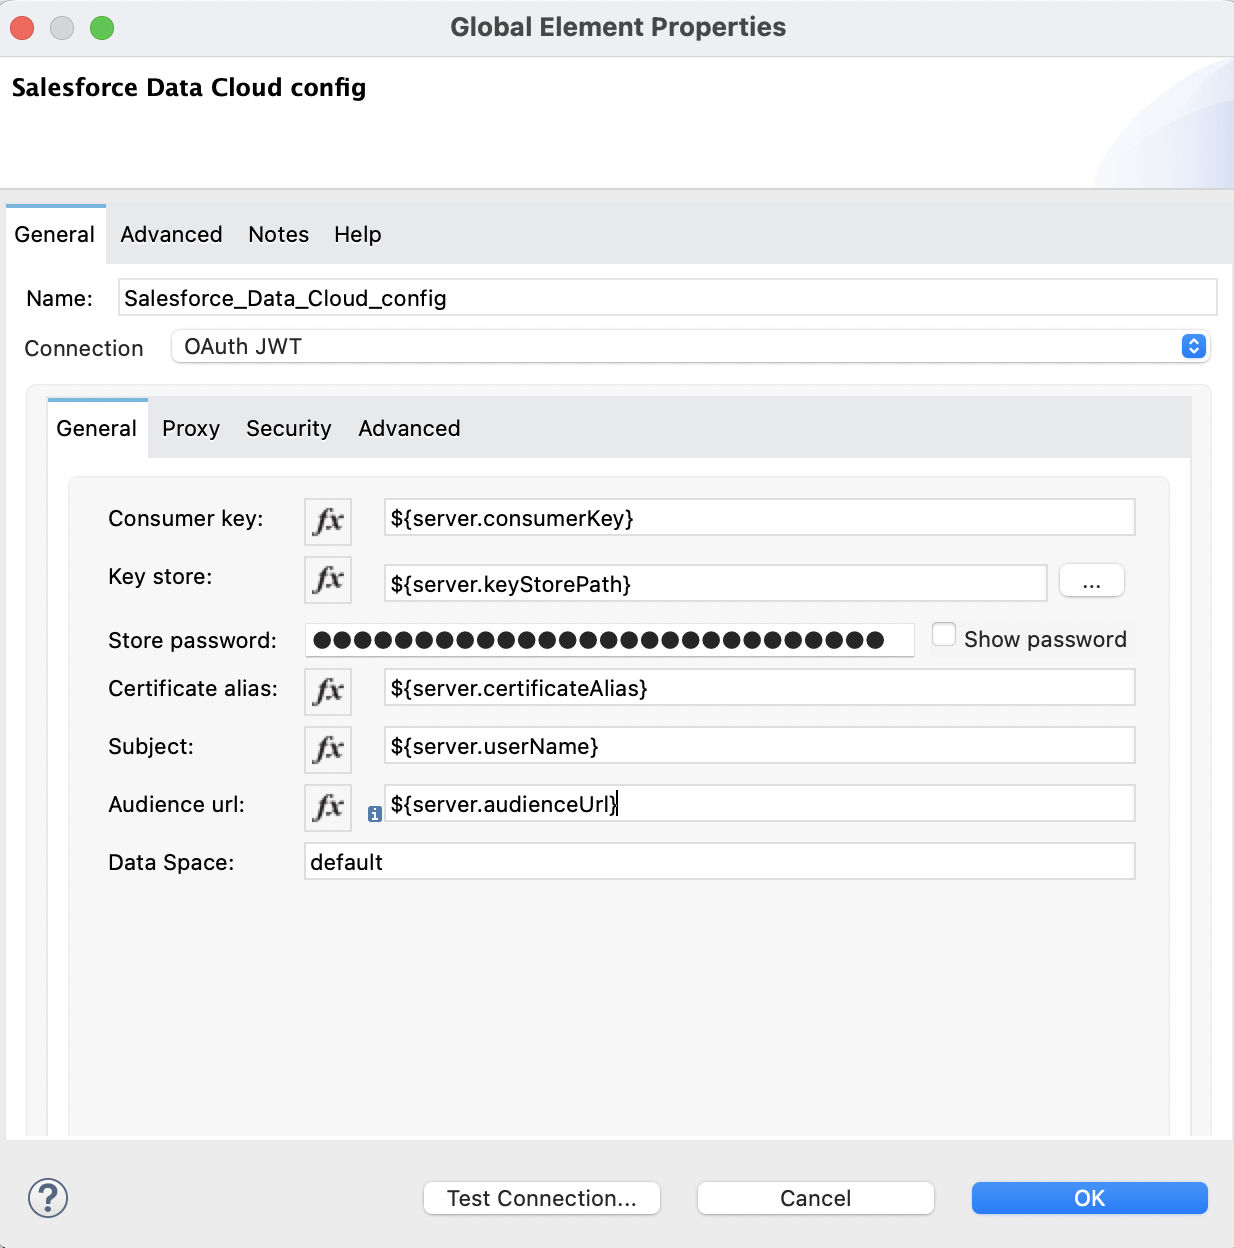 Global Element Properties
Salesforce Data Cloud config
General Advanced Notes Help
Name: Salesforce_Data_Cloud_config
Connection OAuth JWT
General Proxy Security Advanced
Consumer key: fx ${server.consumerKey}
Key store: fx ${server.keyStorePath} ...
Store password: ●●●●●●●●●●●●●●●●●●●●●●●●●●●● Show password
Certificate alias: fx ${server.certificateAlias}
Subject: fx ${server.userName}
Audience url: fx i ${server.audienceUrl}
Data Space: default
? Test Connection... Cancel OK